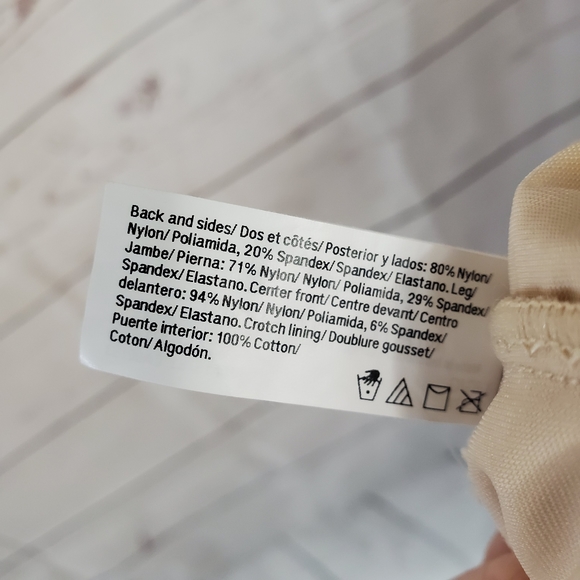 Back and sides/ Dos et côtés/ Posterior y lados: 80% Nylon/
Nylon/ Poliamida, 20% Spandex/ Spandex/ Elastano. Leg/
Jambe/ Pierna: 71% Nylon/ Nylon/ Poliamida, 29% Spandex/
Spandex/ Elastano. Center front/ Centre devant/ Centro
delantero: 94% Nylon/ Nylon/ Poliamida, 6% Spandex/
Spandex/ Elastano. Crotch lining/ Doublure gousset/
Puente interior: 100% Cotton/
Coton/ Algodón.